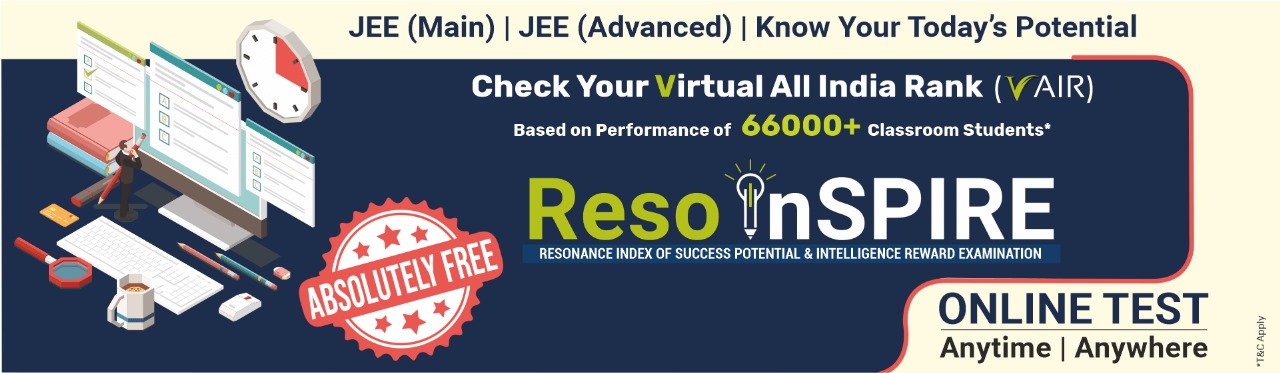 JEE (Main) | JEE (Advanced) | Know Your Today's Potential
Check Your Virtual All India Rank (VAIR)
Based on Performance of 66000+ Classroom Students*
Reso InSPIRE
RESONANCE INDEX OF SUCCESS POTENTIAL & INTELLIGENCE REWARD EXAMINATION
ABSOLUTELY FREE
ONLINE TEST
Anytime | Anywhere
*T&C Apply